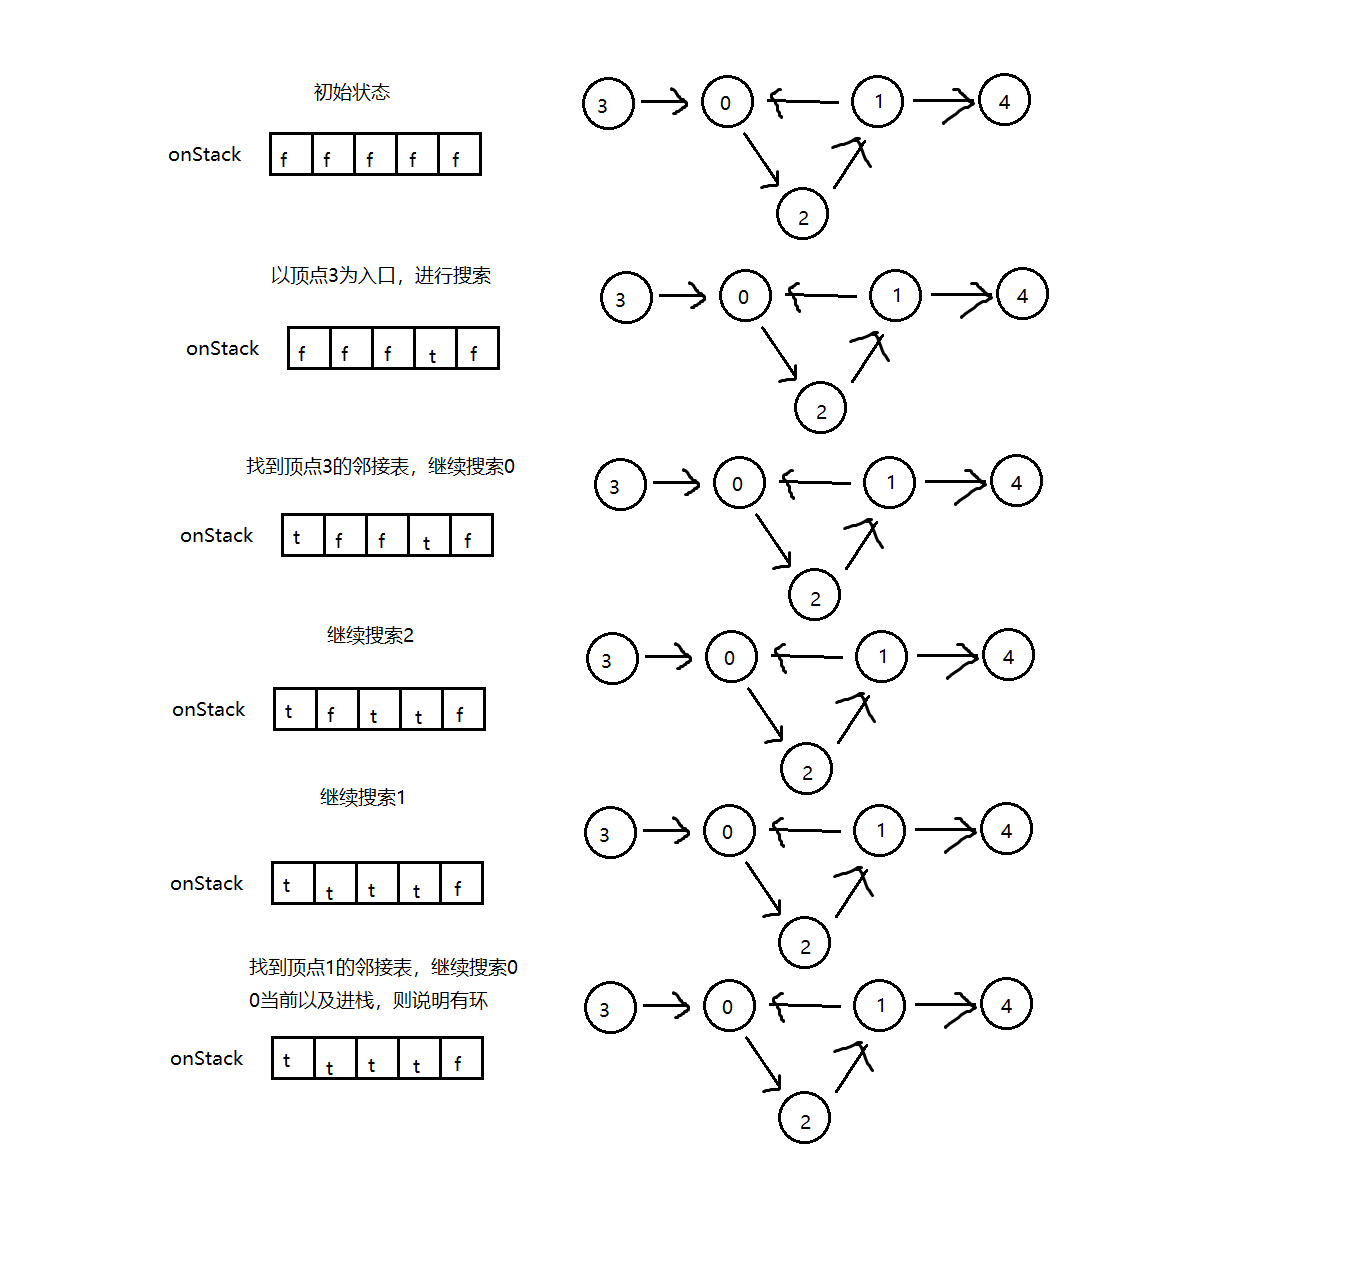 初始状态
3 0 1 4
onStack f f f f f
2
以顶点3为入口，进行搜索
3 0 1 4
onStack f f f t f
2
找到顶点3的邻接表，继续搜索0
3 0 1 4
onStack t f f t f
2
继续搜索2
3 0 1 4
onStack t f t t f
2
继续搜索1
3 0 1 4
onStack t t t t f
2
找到顶点1的邻接表，继续搜索0
0当前以及进栈，则说明有环
3 0 1 4
onStack t t t t f
2